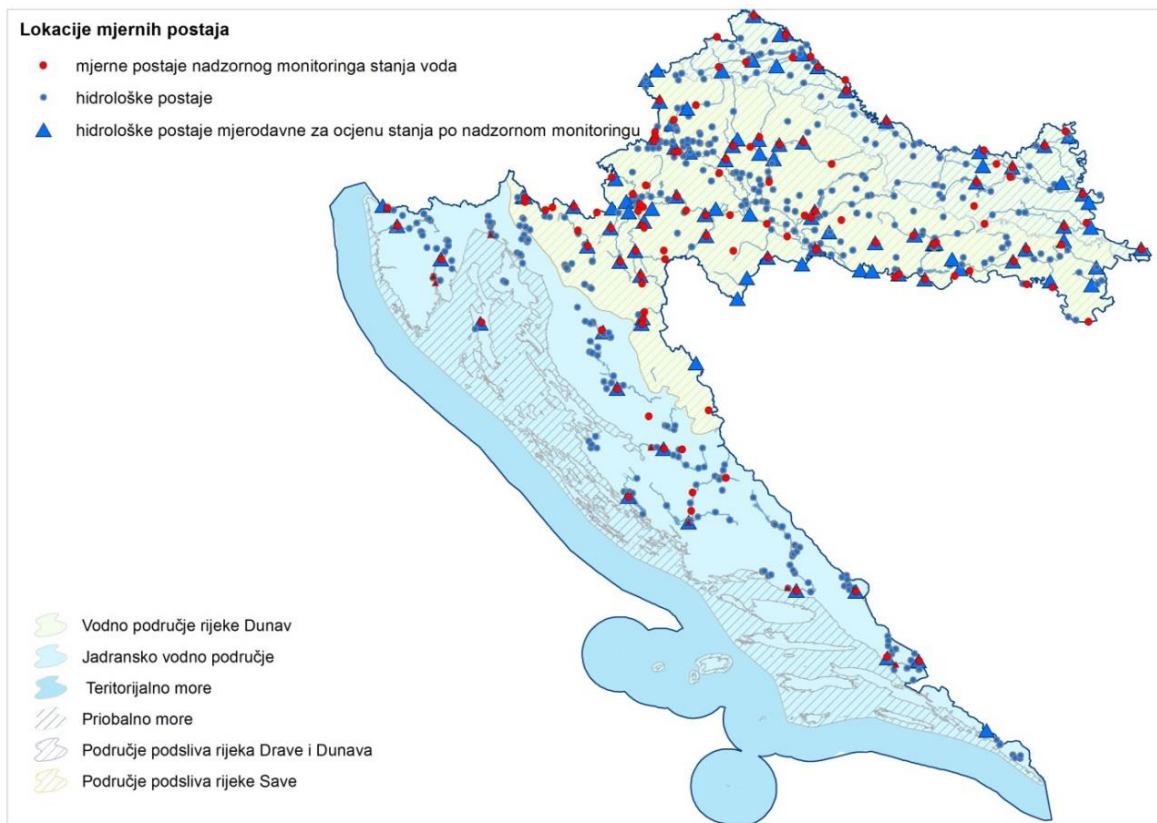 Lokacije mjernih postaja
mjerne postaje nadzornog monitoringa stanja voda
hidrološke postaje
hidrološke postaje mjerodavne za ocjenu stanja po nadzornom monitoringu
Vodno područje rijeke Dunav
Jadransko vodno područje
Teritorijalno more
Priobalno more
Područje podsliva rijeka Drave i Dunava
Područje podsliva rijeke Save